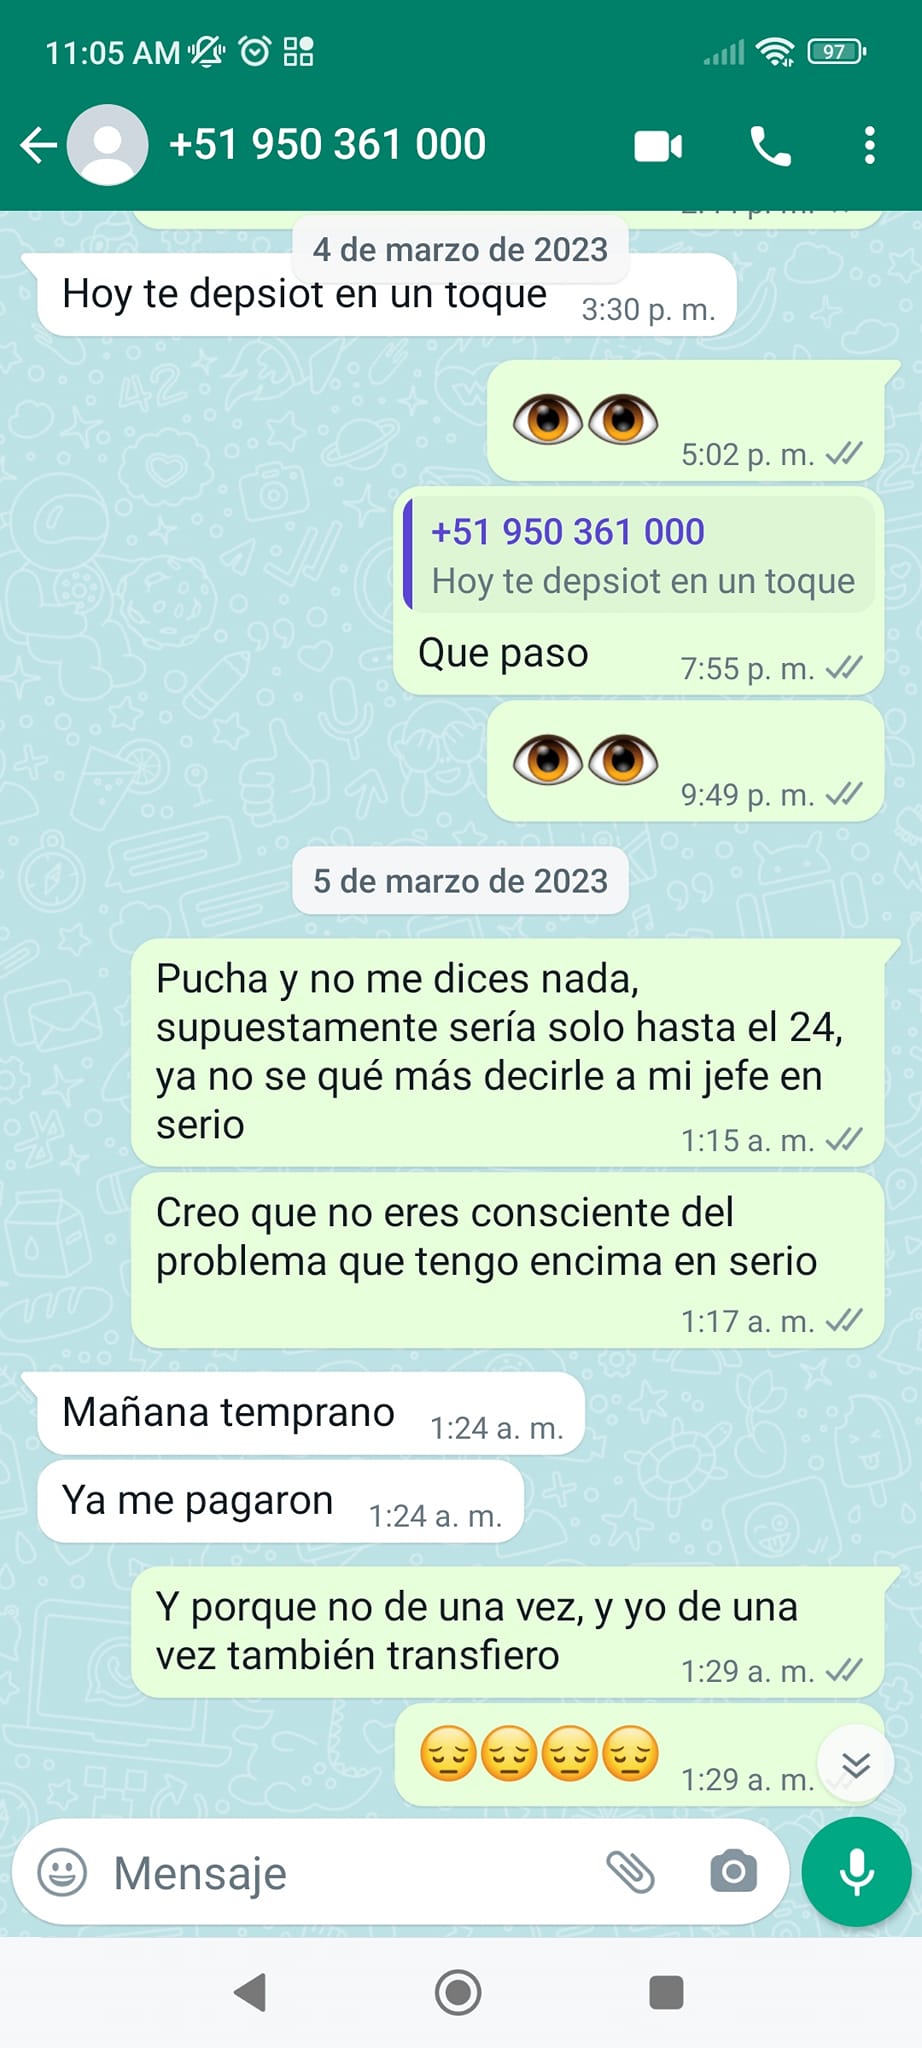 11:05 AM
97
+51 950 361 000
4 de marzo de 2023
Hoy te depsiot en un toque
3:30 p. m.
5:02 p. m.
+51 950 361 000
Hoy te depsiot en un toque
Que paso
7:55 p. m.
9:49 p. m.
5 de marzo de 2023
Pucha y no me dices nada,
supuestamente sería solo hasta el 24,
ya no se qué más decirle a mi jefe en
serio
1:15 a. m.
Creo que no eres consciente del
problema que tengo encima en serio
1:17 a. m.
Mañana temprano
1:24 a. m.
Ya me pagaron
1:24 a. m.
Y porque no de una vez, y yo de una
vez también transfiero
1:29 a. m.
1:29 a. m.
Mensaje